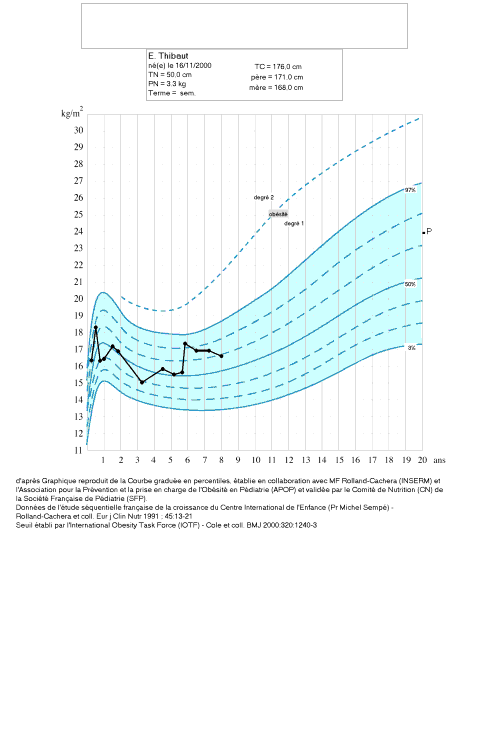 E. Thibaut
né(e) le 16/11/2000
TN = 50.0 cm
PN = 3.3 kg
Terme = sem.
TC = 176.0 cm
père = 171.0 cm
mère = 168.0 cm
kg/m²
30
29
28
27
26
25
24
23
22
21
20
19
18
17
16
15
14
13
12
11
97%
degré 2
obésité
degré 1
P
50%
3%
1 2 3 4 5 6 7 8 9 10 11 12 13 14 15 16 17 18 19 20 ans
d'après Graphique reproduit de la Courbe graduée en percentiles, établie en collaboration avec MF Rolland-Cachera (INSERM) et
l'Association pour la Prévention et la prise en charge de l'Obésité en Pédiatrie (APOP) et validée par le Comité de Nutrition (CN) de
la Société Française de Pédiatrie (SFP).
Données de l'étude séquentielle française de la croissance du Centre International de l'Enfance (Pr Michel Sempé) -
Rolland-Cachera et coll. Eur j Clin Nutr 1991 : 45:13-21
Seuil établi par l'International Obesity Task Force (IOTF) - Cole et coll. BMJ 2000:320:1240-3